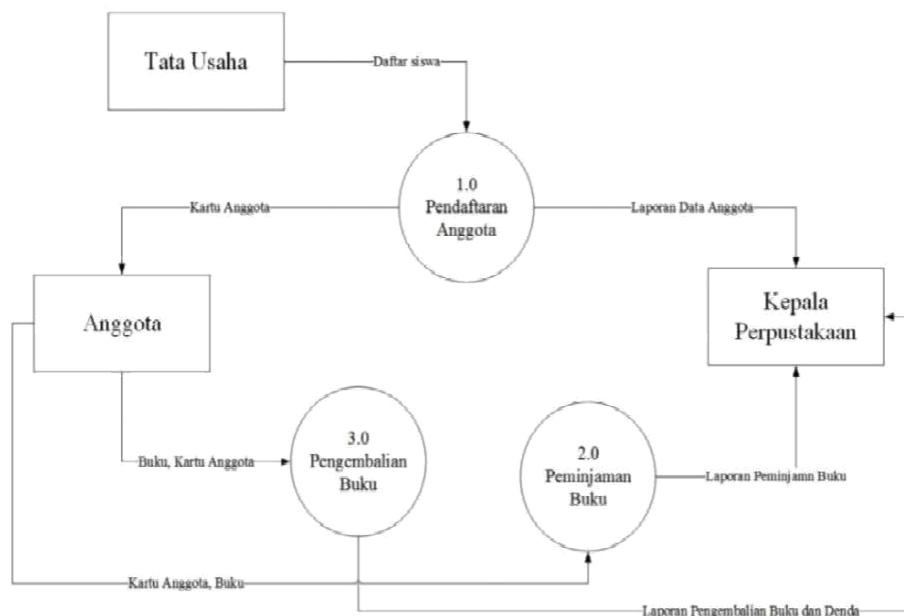 Tata Usaha
Daftar siswa
1.0
Pendaftaran
Anggota
Kartu Anggota
Laporan Data Anggota
Anggota
Kepala
Perpustakaan
3.0
Pengembalian
Buku
2.0
Peminjaman
Buku
Buku, Kartu Anggota
Laporan Peminjamn Buku
Kartu Anggota, Buku
Laporan Pengembalian Buku dan Denda